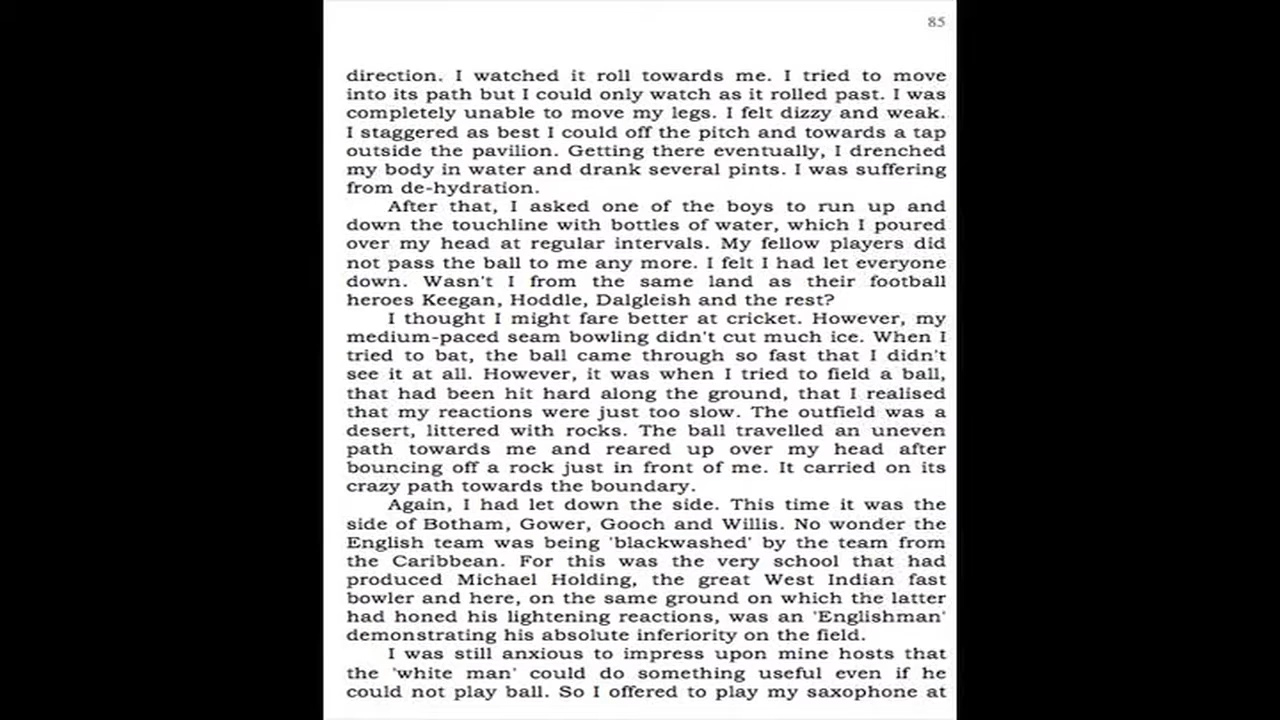 85
direction. I watched it roll towards me. I tried to move
into its path but I could only watch as it rolled past. I was
completely unable to move my legs. I felt dizzy and weak.
I staggered as best I could off the pitch and towards a tap
outside the pavilion. Getting there eventually, I drenched
my body in water and drank several pints. I was suffering
from de-hydration.
After that, I asked one of the boys to run up and
down the touchline with bottles of water, which I poured
over my head at regular intervals. My fellow players did
not pass the ball to me any more. I felt I had let everyone
down. Wasn't I from the same land as their football
heroes Keegan, Hoddle, Dalgleish and the rest?
I thought I might fare better at cricket. However, my
medium-paced seam bowling didn't cut much ice. When I
tried to bat, the ball came through so fast that I didn't
see it at all. However, it was when I tried to field a ball,
that had been hit hard along the ground, that I realised
that my reactions were just too slow. The outfield was a
desert, littered with rocks. The ball travelled an uneven
path towards me and reared up over my head after
bouncing off a rock just in front of me. It carried on its
crazy path towards the boundary.
Again, I had let down the side. This time it was the
side of Botham, Gower, Gooch and Willis. No wonder the
English team was being 'blackwashed' by the team from
the Caribbean. For this was the very school that had
produced Michael Holding, the great West Indian fast
bowler and here, on the same ground on which the latter
had honed his lightening reactions, was an 'Englishman'
demonstrating his absolute inferiority on the field.
I was still anxious to impress upon mine hosts that
the 'white man' could do something useful even if he
could not play ball. So I offered to play my saxophone at